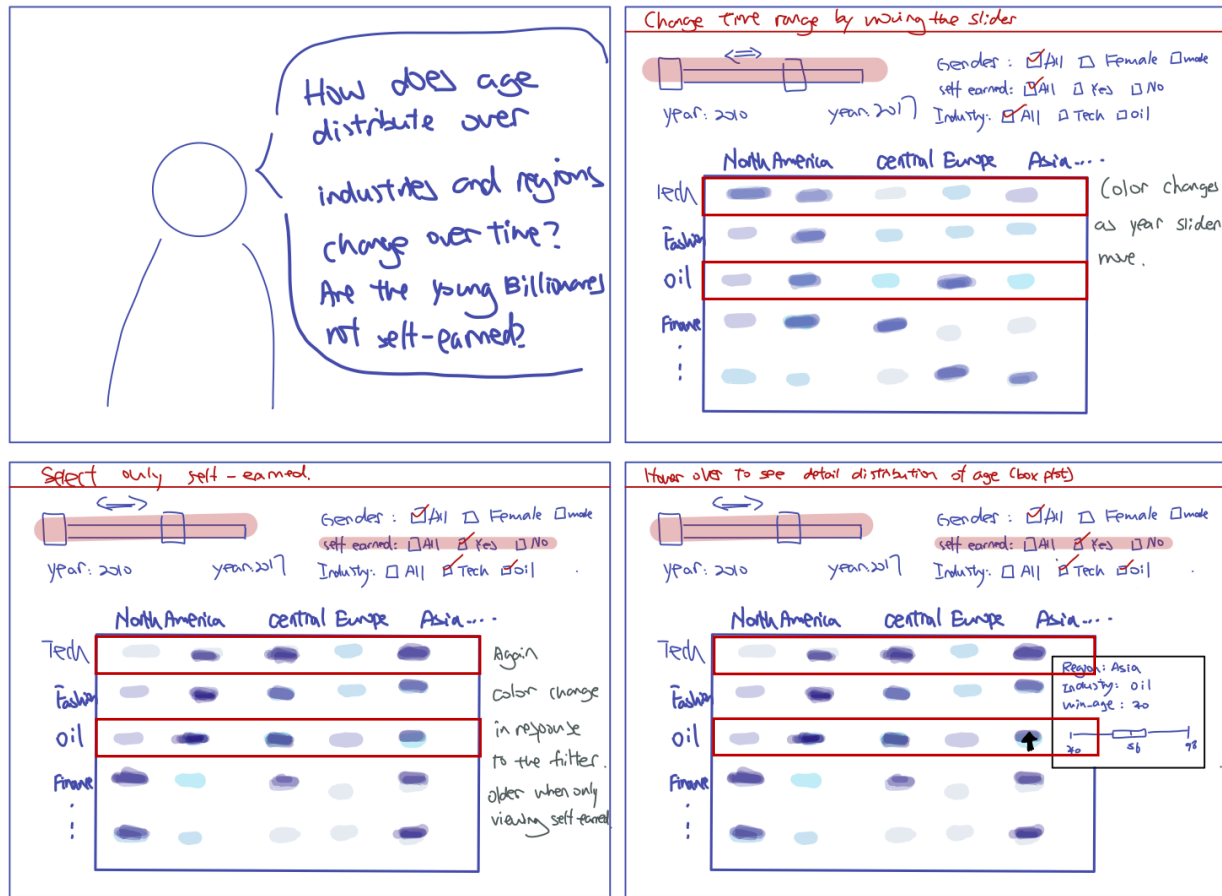 How does age
distribute over
industries and regions
change over time?
Are the young Billionares
not self-earned?
Change time range by moving the slider
Gender: All Female male
self earned: All Yes No
year: 2010 year: 2017 Industry: All Tech oil
North America central Europe Asia....
Tech
Fashion
oil
Finance
Color changes
as year slider
move.
Select only self-earned.
Gender: All Female male
self earned: All Yes No
year: 2010 year: 2017 Industry: All Tech oil
North America central Europe Asia....
Tech
Fashion
oil
Finance
Again
color change
in response
to the filter.
older when only
viewing self-earned
Hover over to see detail distribution of age (box plot)
Gender: All Female male
self earned: All Yes No
year: 2010 year: 2017 Industry: All Tech oil
North America central Europe Asia....
Tech
Fashion
oil
Finance
Region: Asia
Industry: oil
min-age: 20
20 56 98